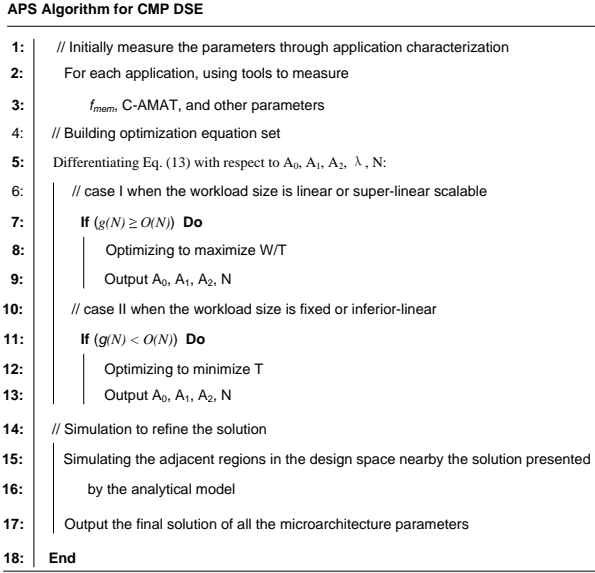 APS Algorithm for CMP DSE
1: // Initially measure the parameters through application characterization
2: For each application, using tools to measure
3: fmem, C-AMAT, and other parameters
4: // Building optimization equation set
5: Differentiating Eq. (13) with respect to A0, A1, A2, λ, N:
6: // case I when the workload size is linear or super-linear scalable
7: If (g(N) ≥ O(N)) Do
8: Optimizing to maximize W/T
9: Output A0, A1, A2, N
10: // case II when the workload size is fixed or inferior-linear
11: If (g(N) < O(N)) Do
12: Optimizing to minimize T
13: Output A0, A1, A2, N
14: // Simulation to refine the solution
15: Simulating the adjacent regions in the design space nearby the solution presented
16: by the analytical model
17: Output the final solution of all the microarchitecture parameters
18: End